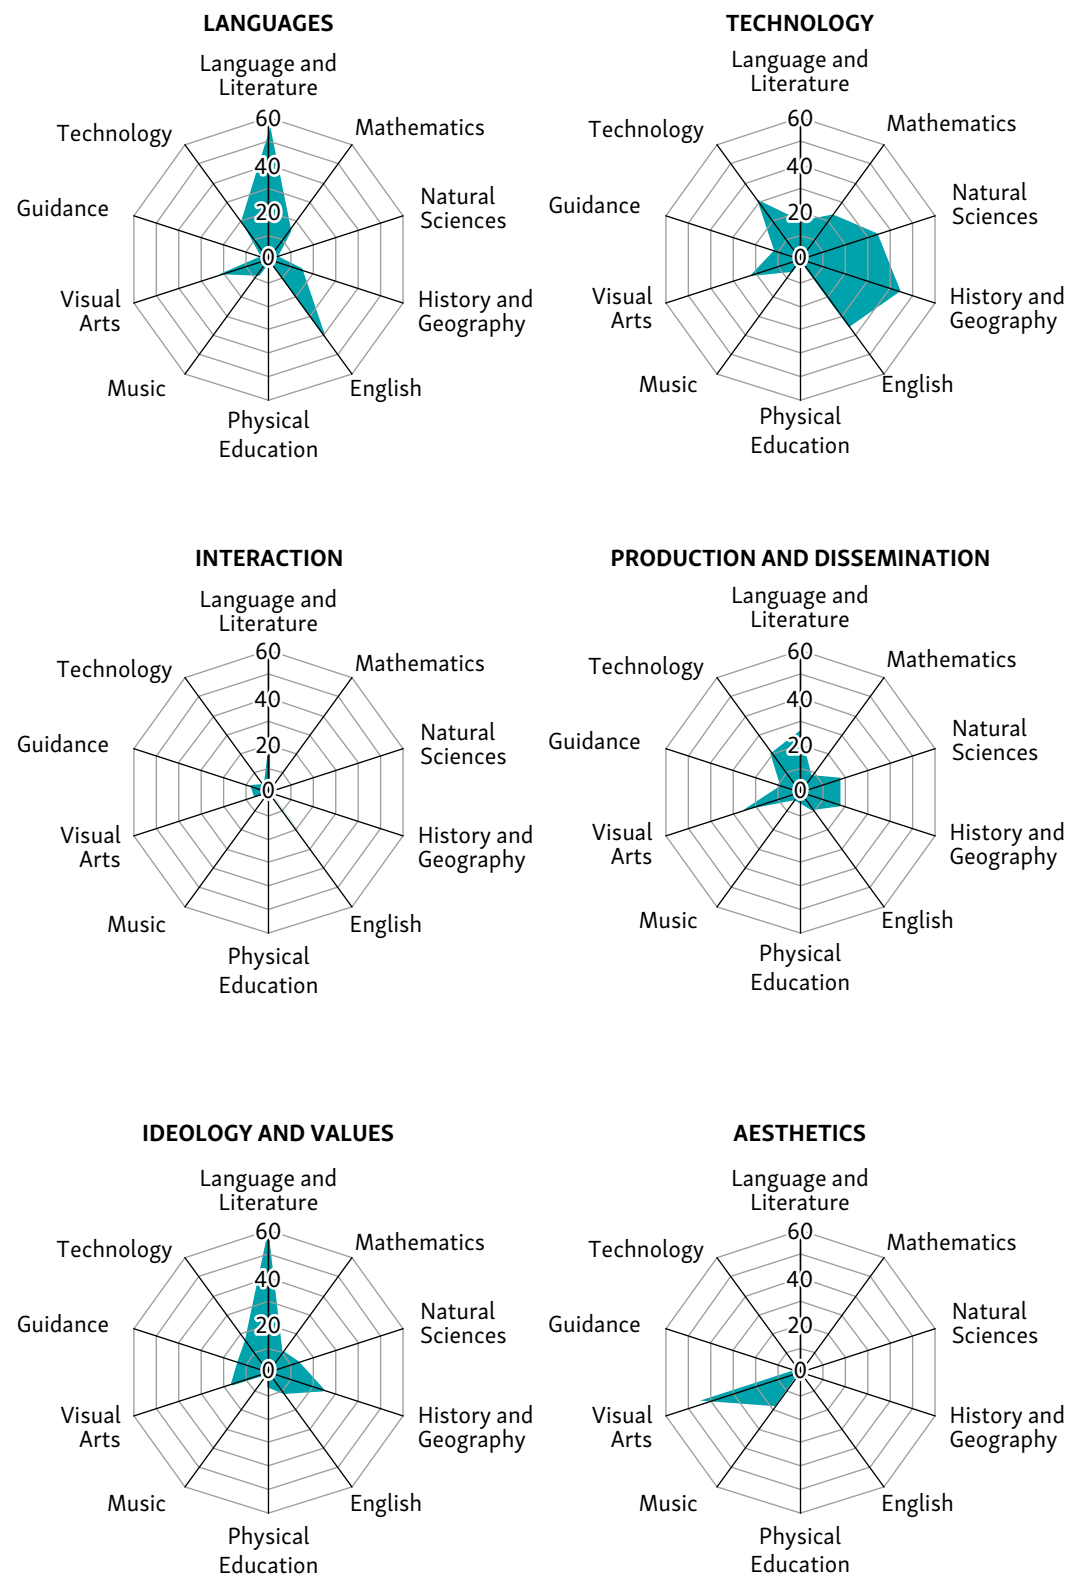 LANGUAGES
Language and
Literature
60
Technology
Mathematics
40
Guidance
Natural
Sciences
20
0
Visual
Arts
History and
Geography
Music
English
Physical
Education
TECHNOLOGY
Language and
Literature
60
Technology
Mathematics
40
Guidance
Natural
Sciences
20
0
Visual
Arts
History and
Geography
Music
English
Physical
Education
INTERACTION
Language and
Literature
60
Technology
Mathematics
40
Guidance
Natural
Sciences
20
0
Visual
Arts
History and
Geography
Music
English
Physical
Education
PRODUCTION AND DISSEMINATION
Language and
Literature
60
Technology
Mathematics
40
Guidance
Natural
Sciences
20
0
Visual
Arts
History and
Geography
Music
English
Physical
Education
IDEOLOGY AND VALUES
Language and
Literature
60
Technology
Mathematics
40
Guidance
Natural
Sciences
20
0
Visual
Arts
History and
Geography
Music
English
Physical
Education
AESTHETICS
Language and
Literature
60
Technology
Mathematics
40
Guidance
Natural
Sciences
20
0
Visual
Arts
History and
Geography
Music
English
Physical
Education